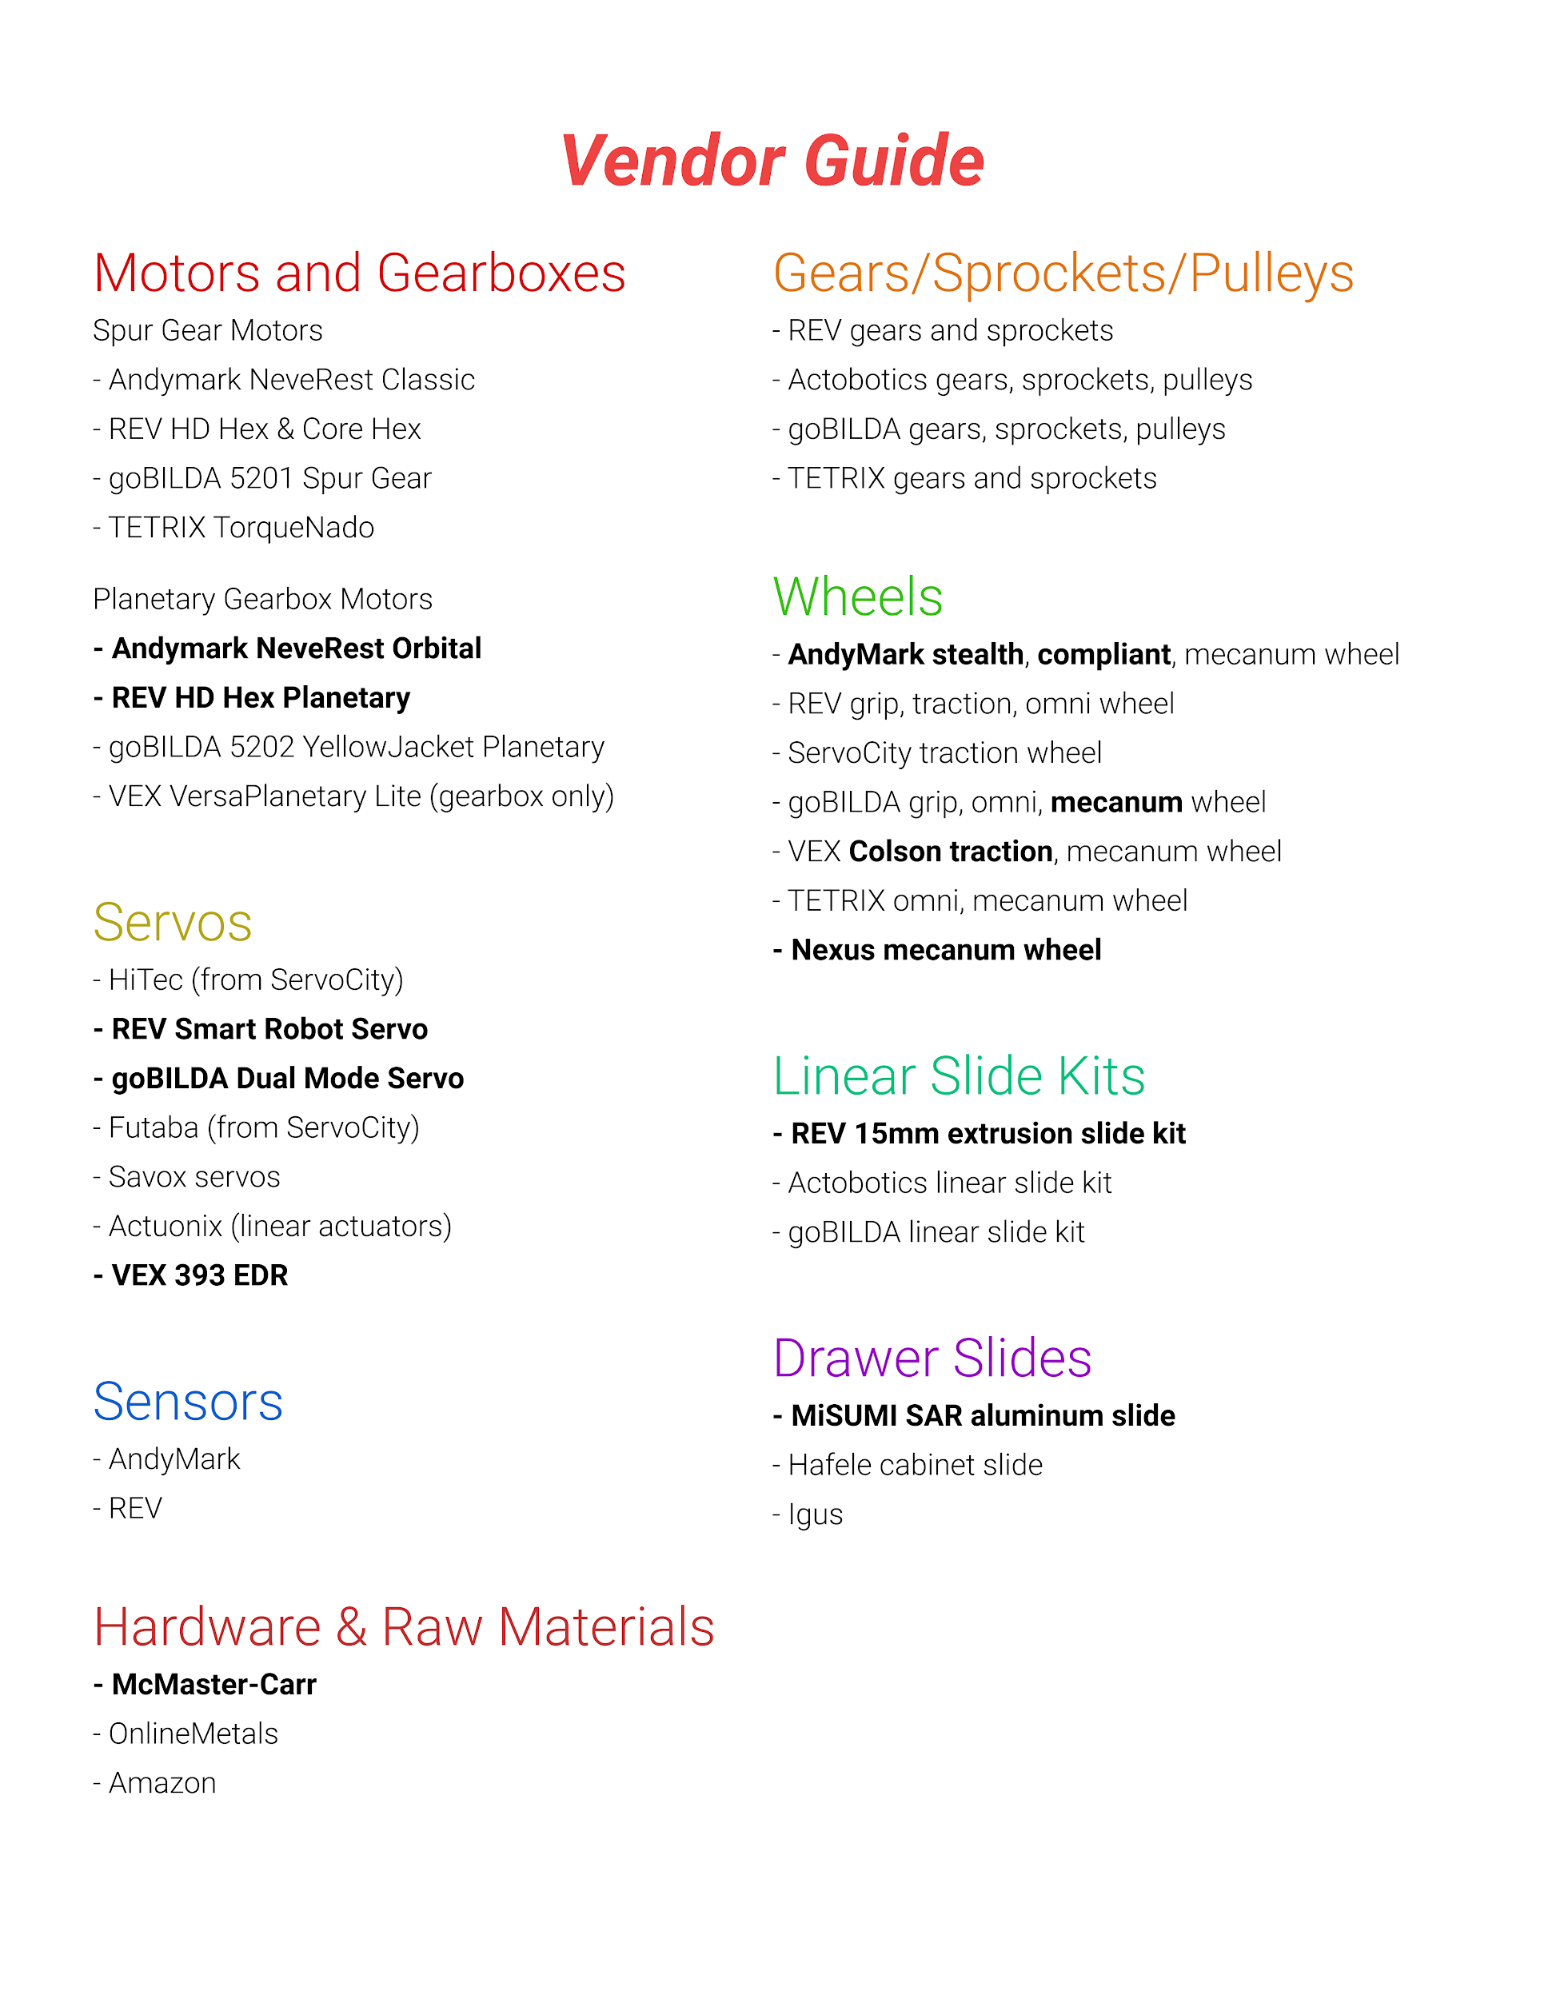 Vendor Guide
Motors and Gearboxes
Spur Gear Motors
- Andymark NeveRest Classic
- REV HD Hex & Core Hex
- goBILDA 5201 Spur Gear
- TETRIX TorqueNado
Planetary Gearbox Motors
- Andymark NeveRest Orbital
- REV HD Hex Planetary
- goBILDA 5202 YellowJacket Planetary
- VEX VersaPlanetary Lite (gearbox only)
Servos
- HiTec (from ServoCity)
- REV Smart Robot Servo
- goBILDA Dual Mode Servo
- Futaba (from ServoCity)
- Savox servos
- Actuonix (linear actuators)
- VEX 393 EDR
Sensors
- AndyMark
- REV
Hardware & Raw Materials
- McMaster-Carr
- OnlineMetals
- Amazon
Gears/Sprockets/Pulleys
- REV gears and sprockets
- Actobotics gears, sprockets, pulleys
- goBILDA gears, sprockets, pulleys
- TETRIX gears and sprockets
Wheels
- AndyMark stealth, compliant, mecanum wheel
- REV grip, traction, omni wheel
- ServoCity traction wheel
- goBILDA grip, omni, mecanum wheel
- VEX Colson traction, mecanum wheel
- TETRIX omni, mecanum wheel
- Nexus mecanum wheel
Linear Slide Kits
- REV 15mm extrusion slide kit
- Actobotics linear slide kit
- goBILDA linear slide kit
Drawer Slides
- MiSUMI SAR aluminum slide
- Hafele cabinet slide
- Igus